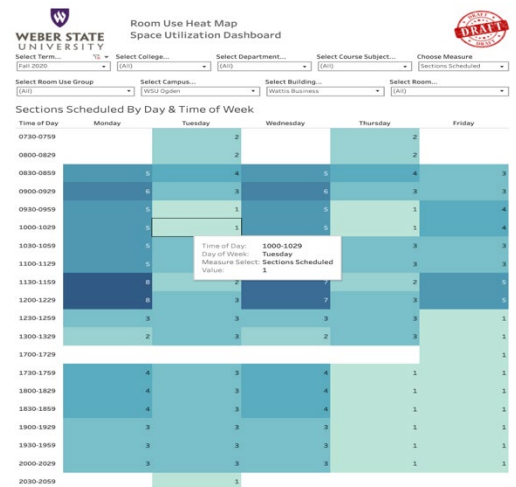 WEBER STATE
UNIVERSITY
Room Use Heat Map
Space Utilization Dashboard
DRAFT
DRAFT
DRAFT
Select Term... Select College... Select Department... Select Course Subject... Choose Measure
Fall 2020 (All) (All) (All) Sections Scheduled
Select Room Use Group Select Campus... Select Building... Select Room...
(All) WSU Ogden Wattis Business (All)
Sections Scheduled By Day & Time of Week
Time of Day Monday Tuesday Wednesday Thursday Friday
0730-0759 2 2
0800-0829 2 2
0830-0859 5 4 5 4 3
0900-0929 6 3 6 3 3
0930-0959 5 1 5 1 4
1000-1029 5 1 5 1 4
Time of Day: 1000-1029
Day of Week: Tuesday
Measure Select: Sections Scheduled
Value: 1
1030-1059 5 3 3
1100-1129 5 3 3
1130-1159 8 2 7 2 5
1200-1229 8 3 7 3 5
1230-1259 3 3 3 3 1
1300-1329 2 3 2 3 1
1700-1729 1
1730-1759 4 3 4 1 1
1800-1829 4 3 4 1 1
1830-1859 4 3 4 1 1
1900-1929 3 3 3 1 1
1930-1959 3 3 3 1 1
2000-2029 3 3 3 1 1
2030-2059 1